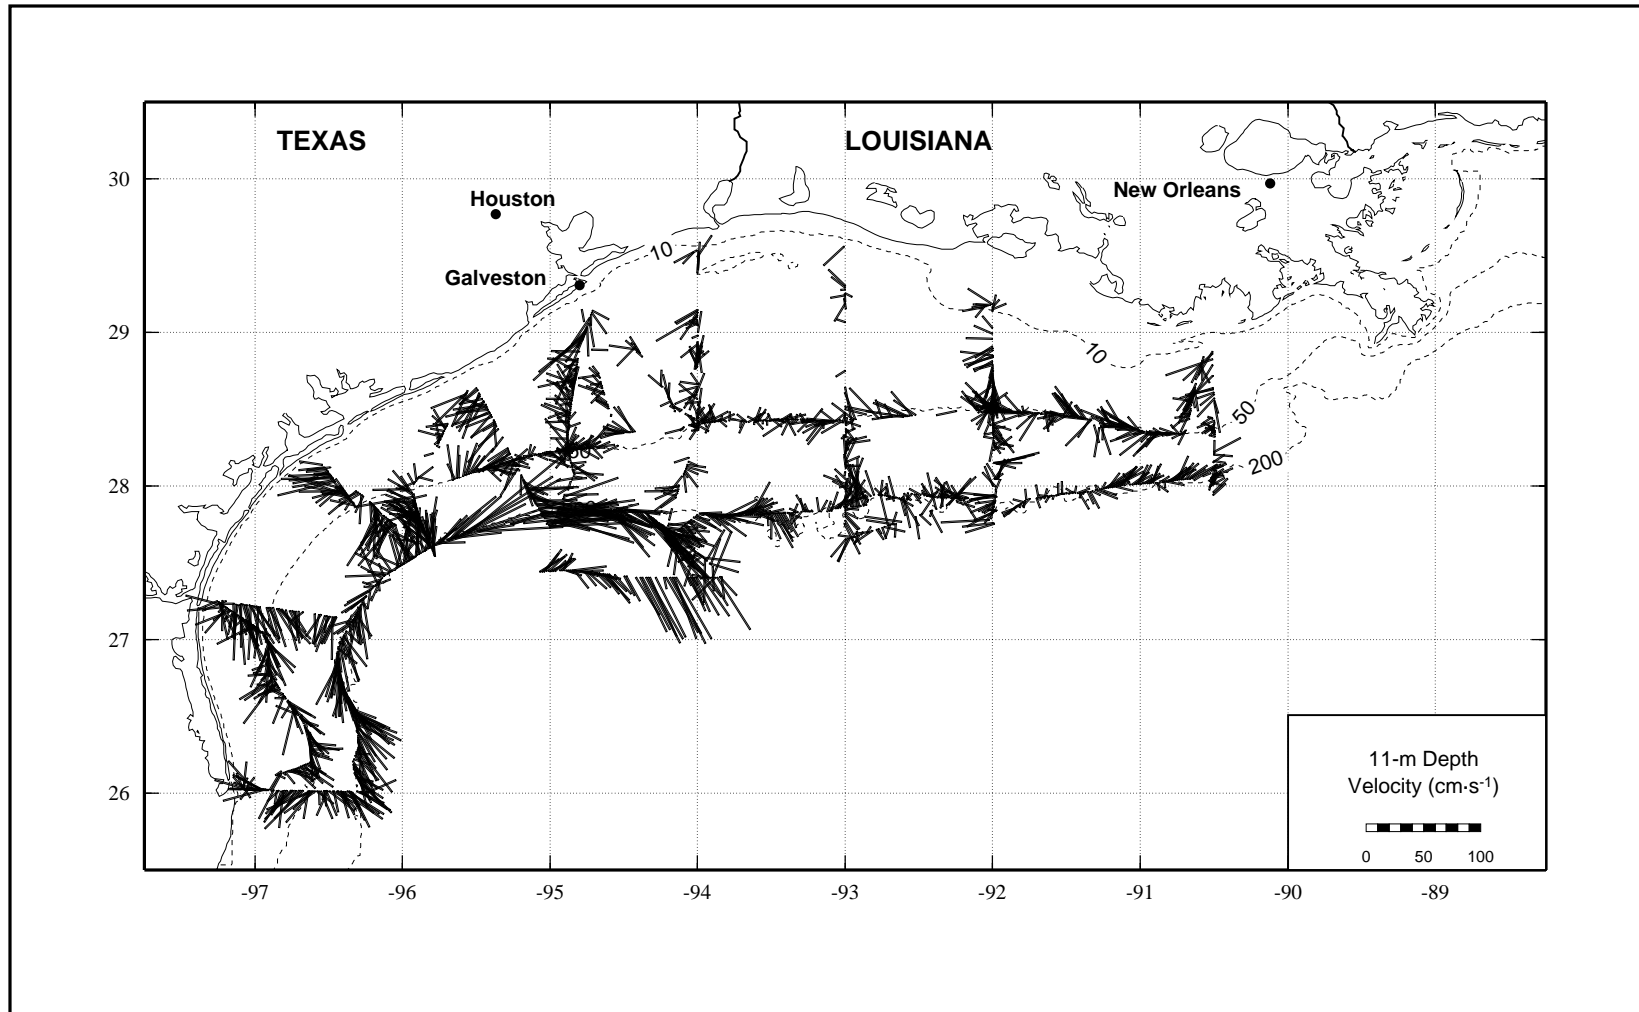 TEXAS
LOUISIANA
30
New Orleans
Houston
10
Galveston
29
10
50
200
28
27
11-m Depth
Velocity (cm·s-1)
26
0 50 100
-97 -96 -95 -94 -93 -92 -91 -90 -89